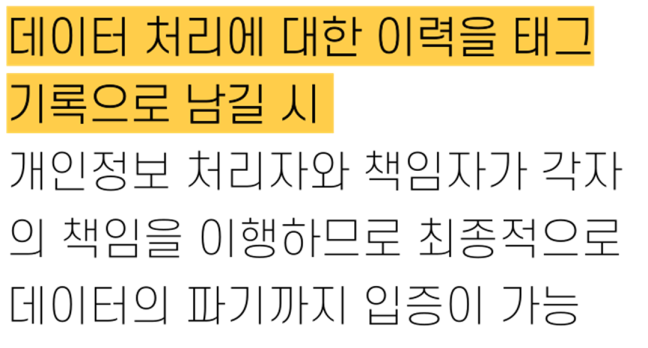 데이터 처리에 대한 이력을 태그
기록으로 남길 시
개인정보 처리자와 책임자가 각자
의 책임을 이행하므로 최종적으로
데이터의 파기까지 입증이 가능